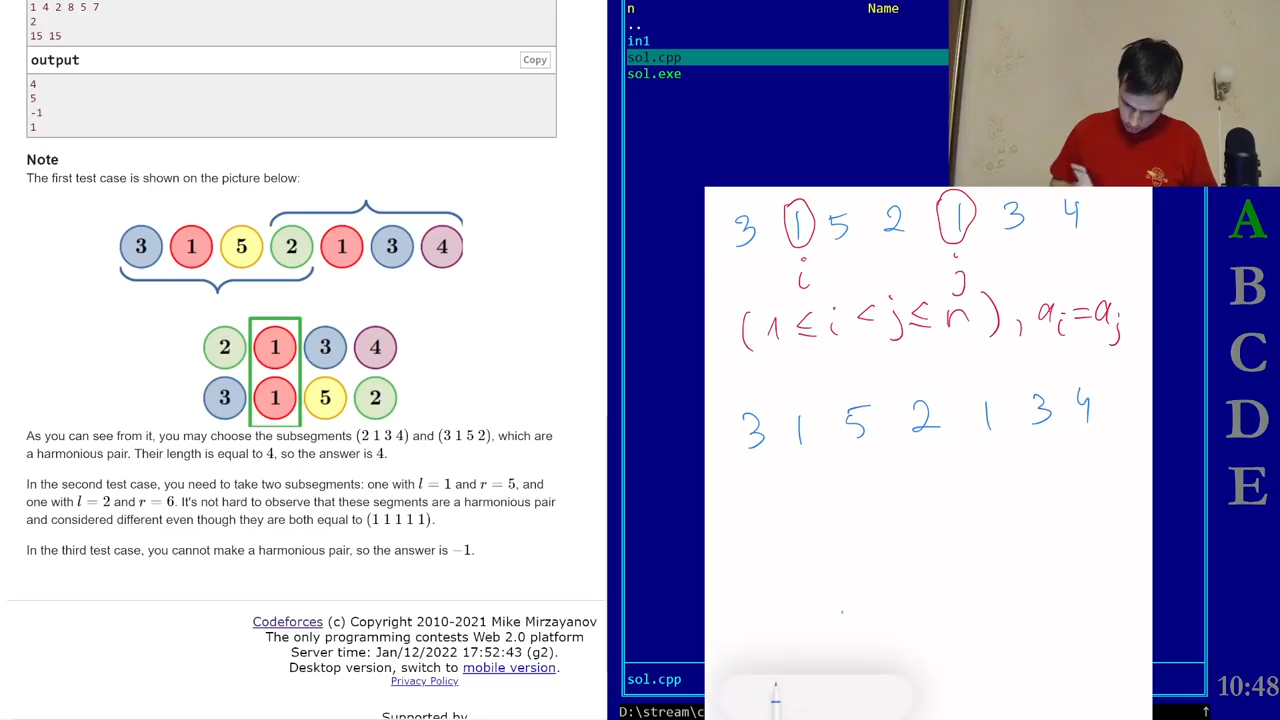 1 4 2 8 5 7
2
15 15
output
Copy
4
5
-1
1
Note
The first test case is shown on the picture below:
3 1 5 2 1 3 4
2 1 3 4
3 1 5 2
As you can see from it, you may choose the subsegments (2 1 3 4) and (3 1 5 2), which are
a harmonious pair. Their length is equal to 4, so the answer is 4.
In the second test case, you need to take two subsegments: one with l = 1 and r = 5, and
one with l = 2 and r = 6. It's not hard to observe that these segments are a harmonious pair
and considered different even though they are both equal to (1 1 1 1 1).
In the third test case, you cannot make a harmonious pair, so the answer is −1.
Codeforces (c) Copyright 2010-2021 Mike Mirzayanov
The only programming contests Web 2.0 platform
Server time: Jan/12/2022 17:52:43 (g2).
Desktop version, switch to mobile version.
Privacy Policy
Supported by
n Name
..
in1
sol.cpp
sol.exe
3 1 5 2 1 3 4
i j
(1 ≤ i < j ≤ n), ai = aj
3 1 5 2 1 3 4
sol.cpp
D:\stream\c
↑
A
B
C
D
E
10:48